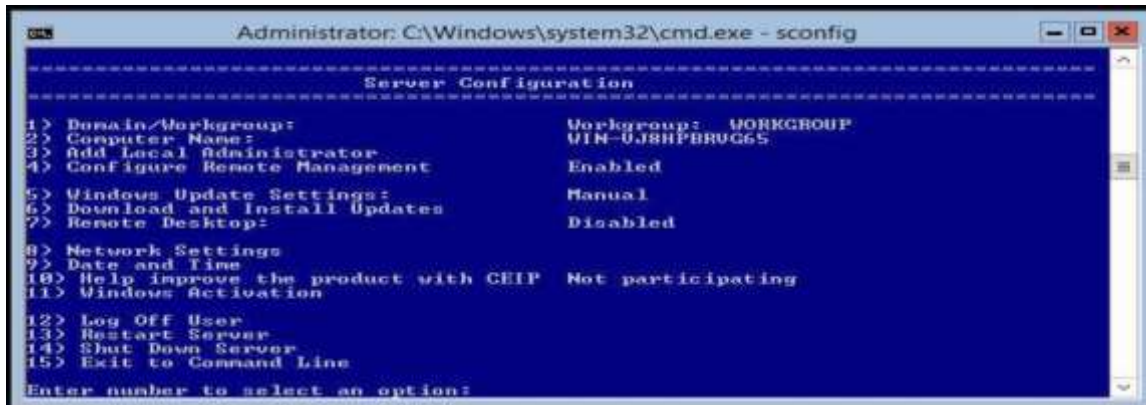 Administrator: C:\Windows\system32\cmd.exe - sconfig
===============================================================================
Server Configuration
===============================================================================
1) Domain/Workgroup: Workgroup: WORKGROUP
2) Computer Name: WIN-UJ8HPBRUG65
3) Add Local Administrator
4) Configure Remote Management Enabled
5) Windows Update Settings: Manual
6) Download and Install Updates
7) Remote Desktop: Disabled
8) Network Settings
9) Date and Time
10) Help improve the product with CEIP Not participating
11) Windows Activation
12) Log Off User
13) Restart Server
14) Shut Down Server
15) Exit to Command Line
Enter number to select an option: